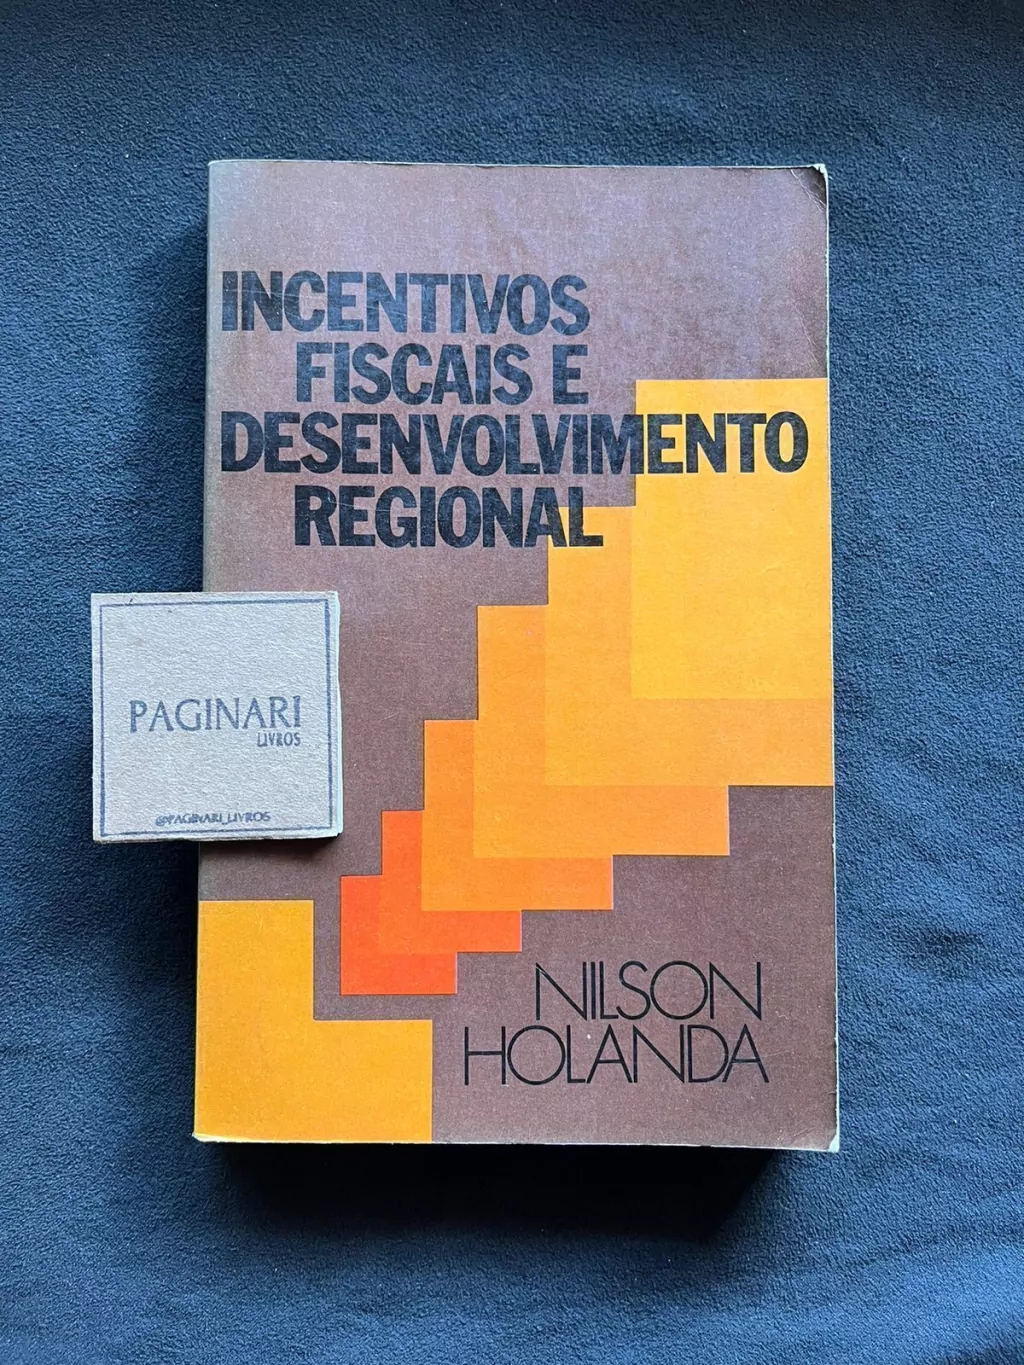 INCENTIVOS
FISCAIS E
DESENVOLVIMENTO
REGIONAL
PAGINARI
LIVROS
@PAGINARI_LIVROS
NILSON
HOLANDA